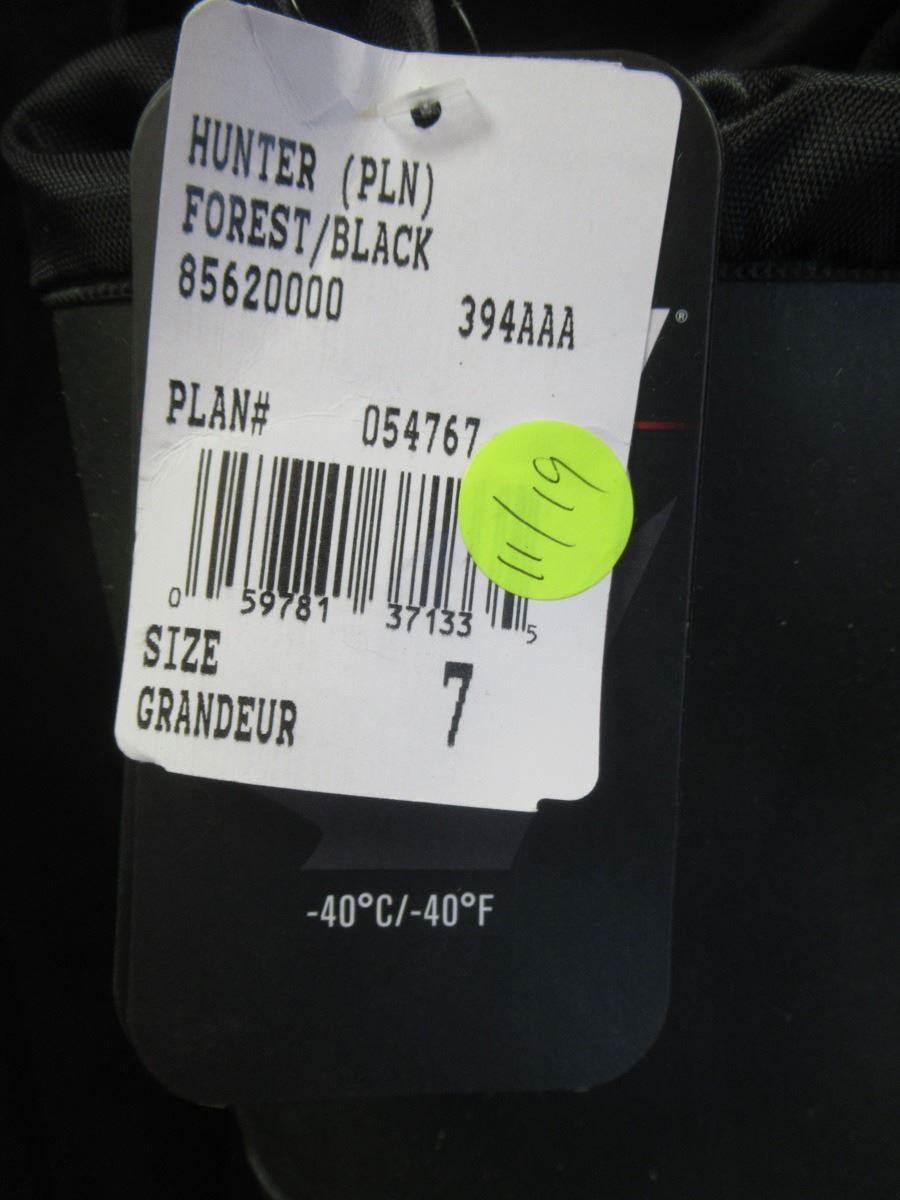 HUNTER (PLN)
FOREST/BLACK
85620000 394AAA
PLAN# 054767
11/19
0 59781 37133 5
SIZE
GRANDEUR 7
®
-40°C/-40°F